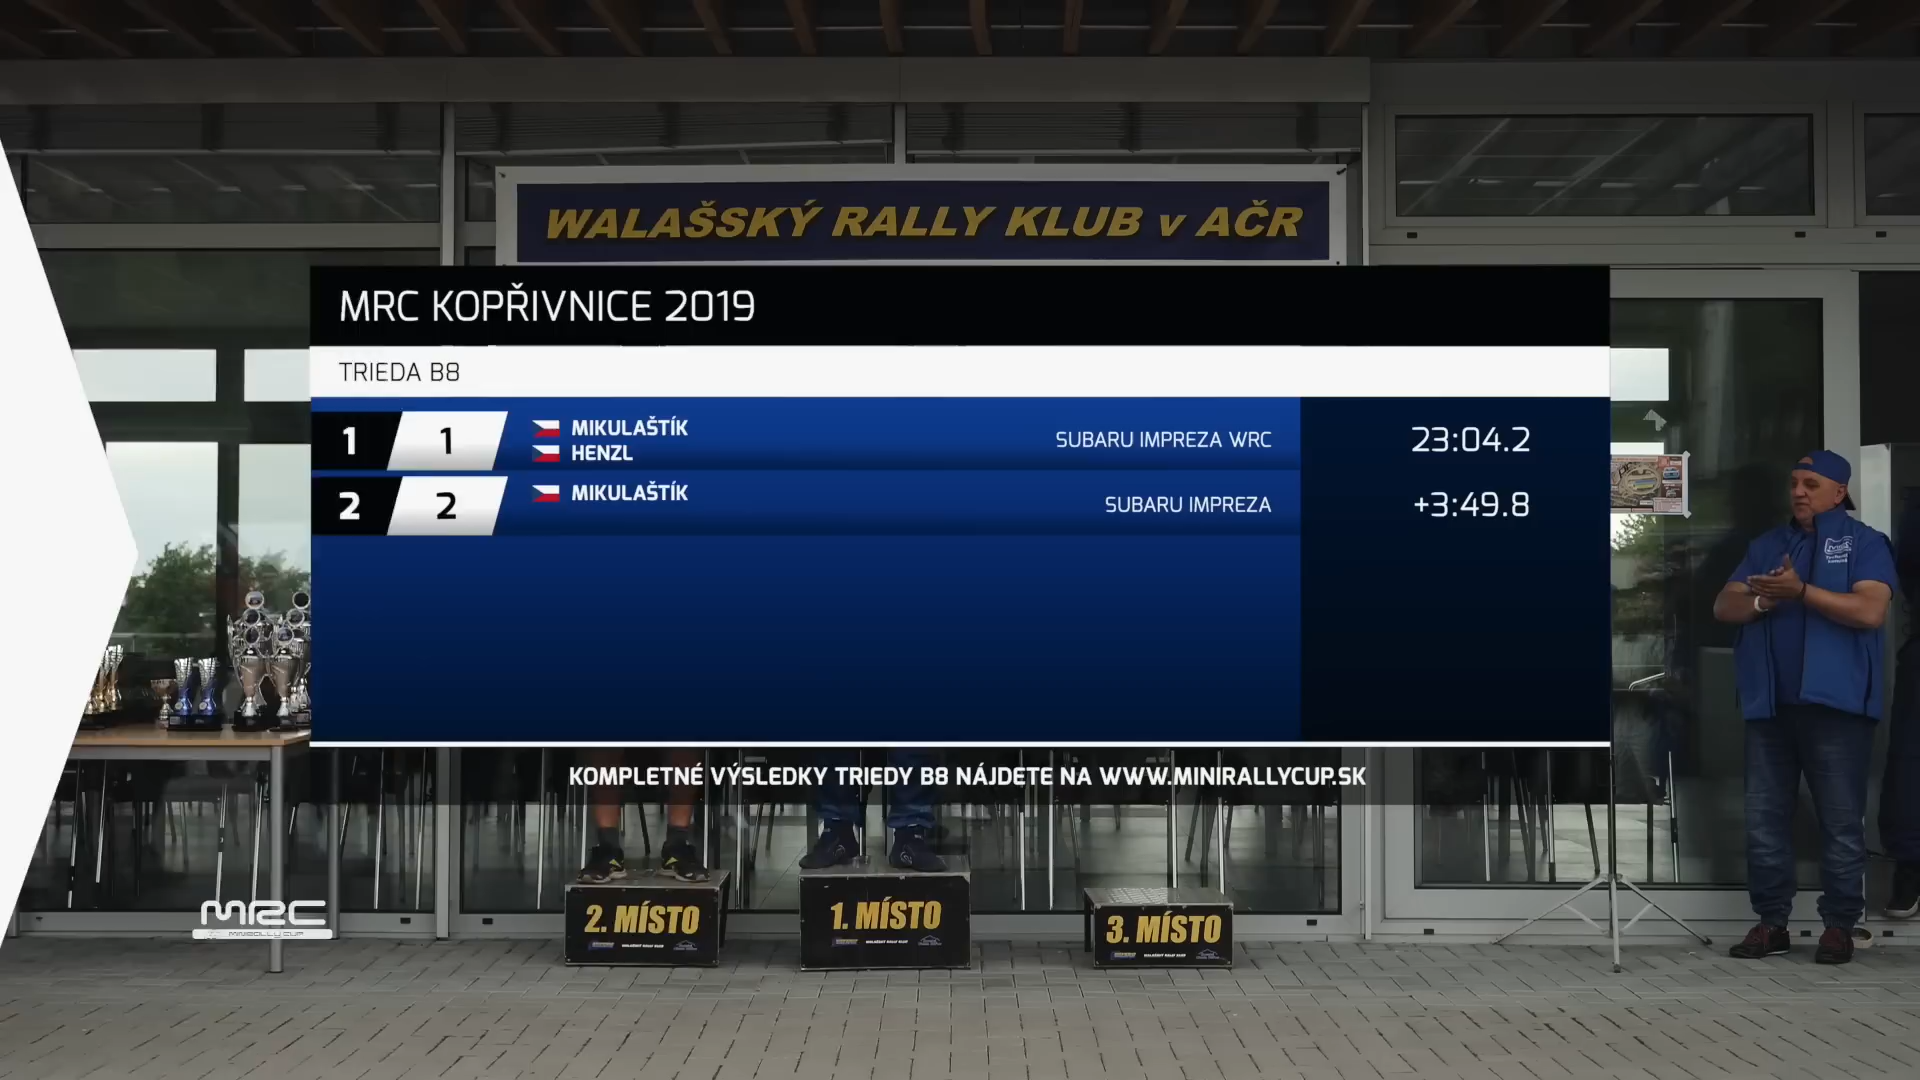 WALAŠSKÝ RALLY KLUB v AČR
MRC KOPŘIVNICE 2019
TRIEDA B8
1 1 MIKULAŠTÍK SUBARU IMPREZA WRC 23:04.2
HENZL
2 2 MIKULAŠTÍK SUBARU IMPREZA +3:49.8
KOMPLETNÉ VÝSLEDKY TRIEDY B8 NÁJDETE NA WWW.MINIRALLYCUP.SK
MRC
MINIRALLY CUP
2. MÍSTO
1. MÍSTO
3. MÍSTO